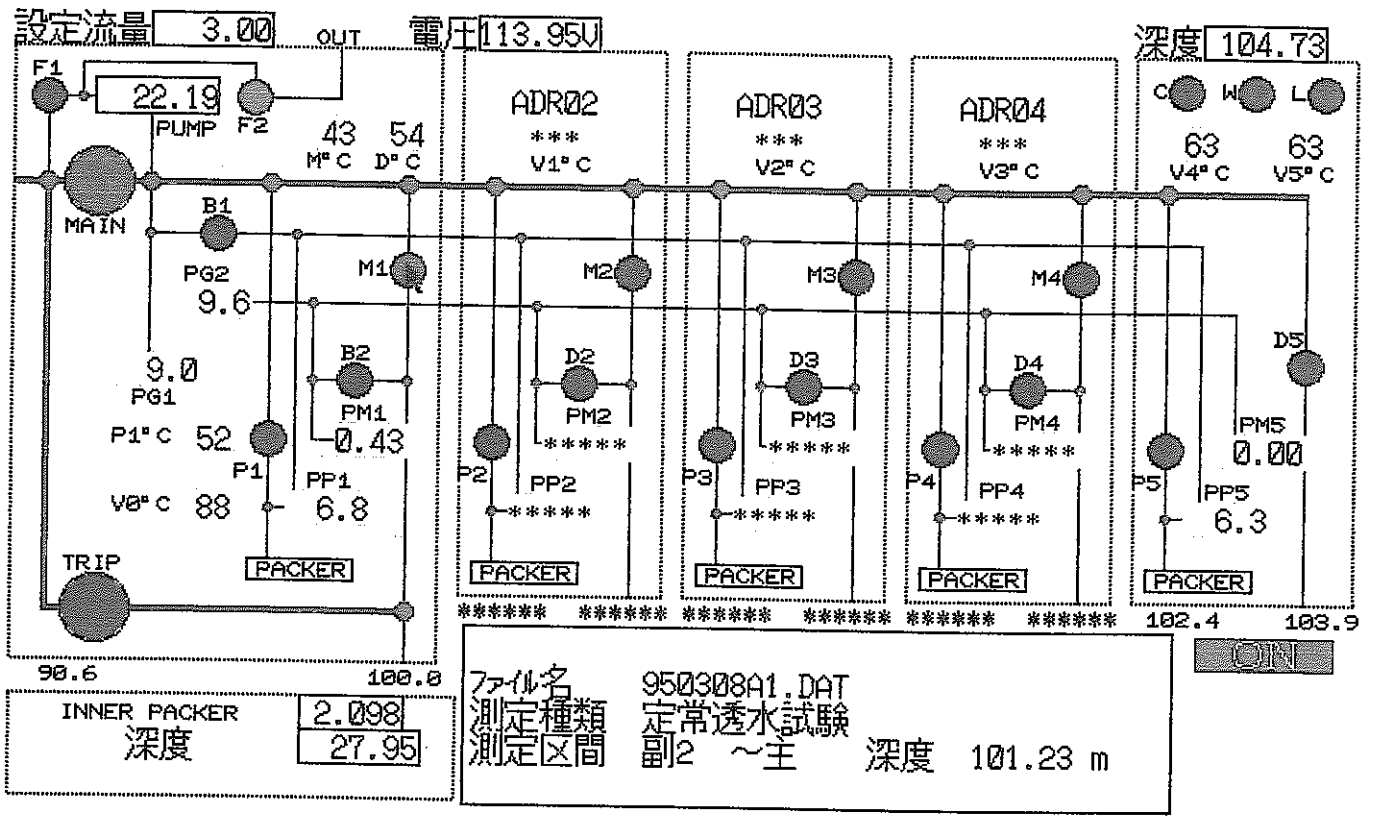 設定流量 3.00 OUT 電圧 113.95V 深度 104.73
F1 22.19 F2 ADR02 ADR03 ADR04 C W L
PUMP 43 54 *** *** *** 63 63
M°C D°C V1°C V2°C V3°C V4°C V5°C
MAIN B1
PG2 M1 M2 M3 M4
9.6
B2 D2 D3 D4 D5
9.0
PG1 PM1 PM2 PM3 PM4 PM5
P1°C 52 -0.43 ***** ***** ***** 0.00
P1 PP1 P2 PP2 P3 PP3 P4 PP4 P5 PP5
V0°C 88 6.8 ***** ***** ***** 6.3
TRIP PACKER PACKER PACKER PACKER PACKER
****** ****** ****** ****** ****** ****** 102.4 103.9
ON
90.6 100.0
INNER PACKER 2.098
深度 27.95
ファイル名 950308A1.DAT
測定種類 定常透水試験
測定区間 副2 ～主 深度 101.23 m